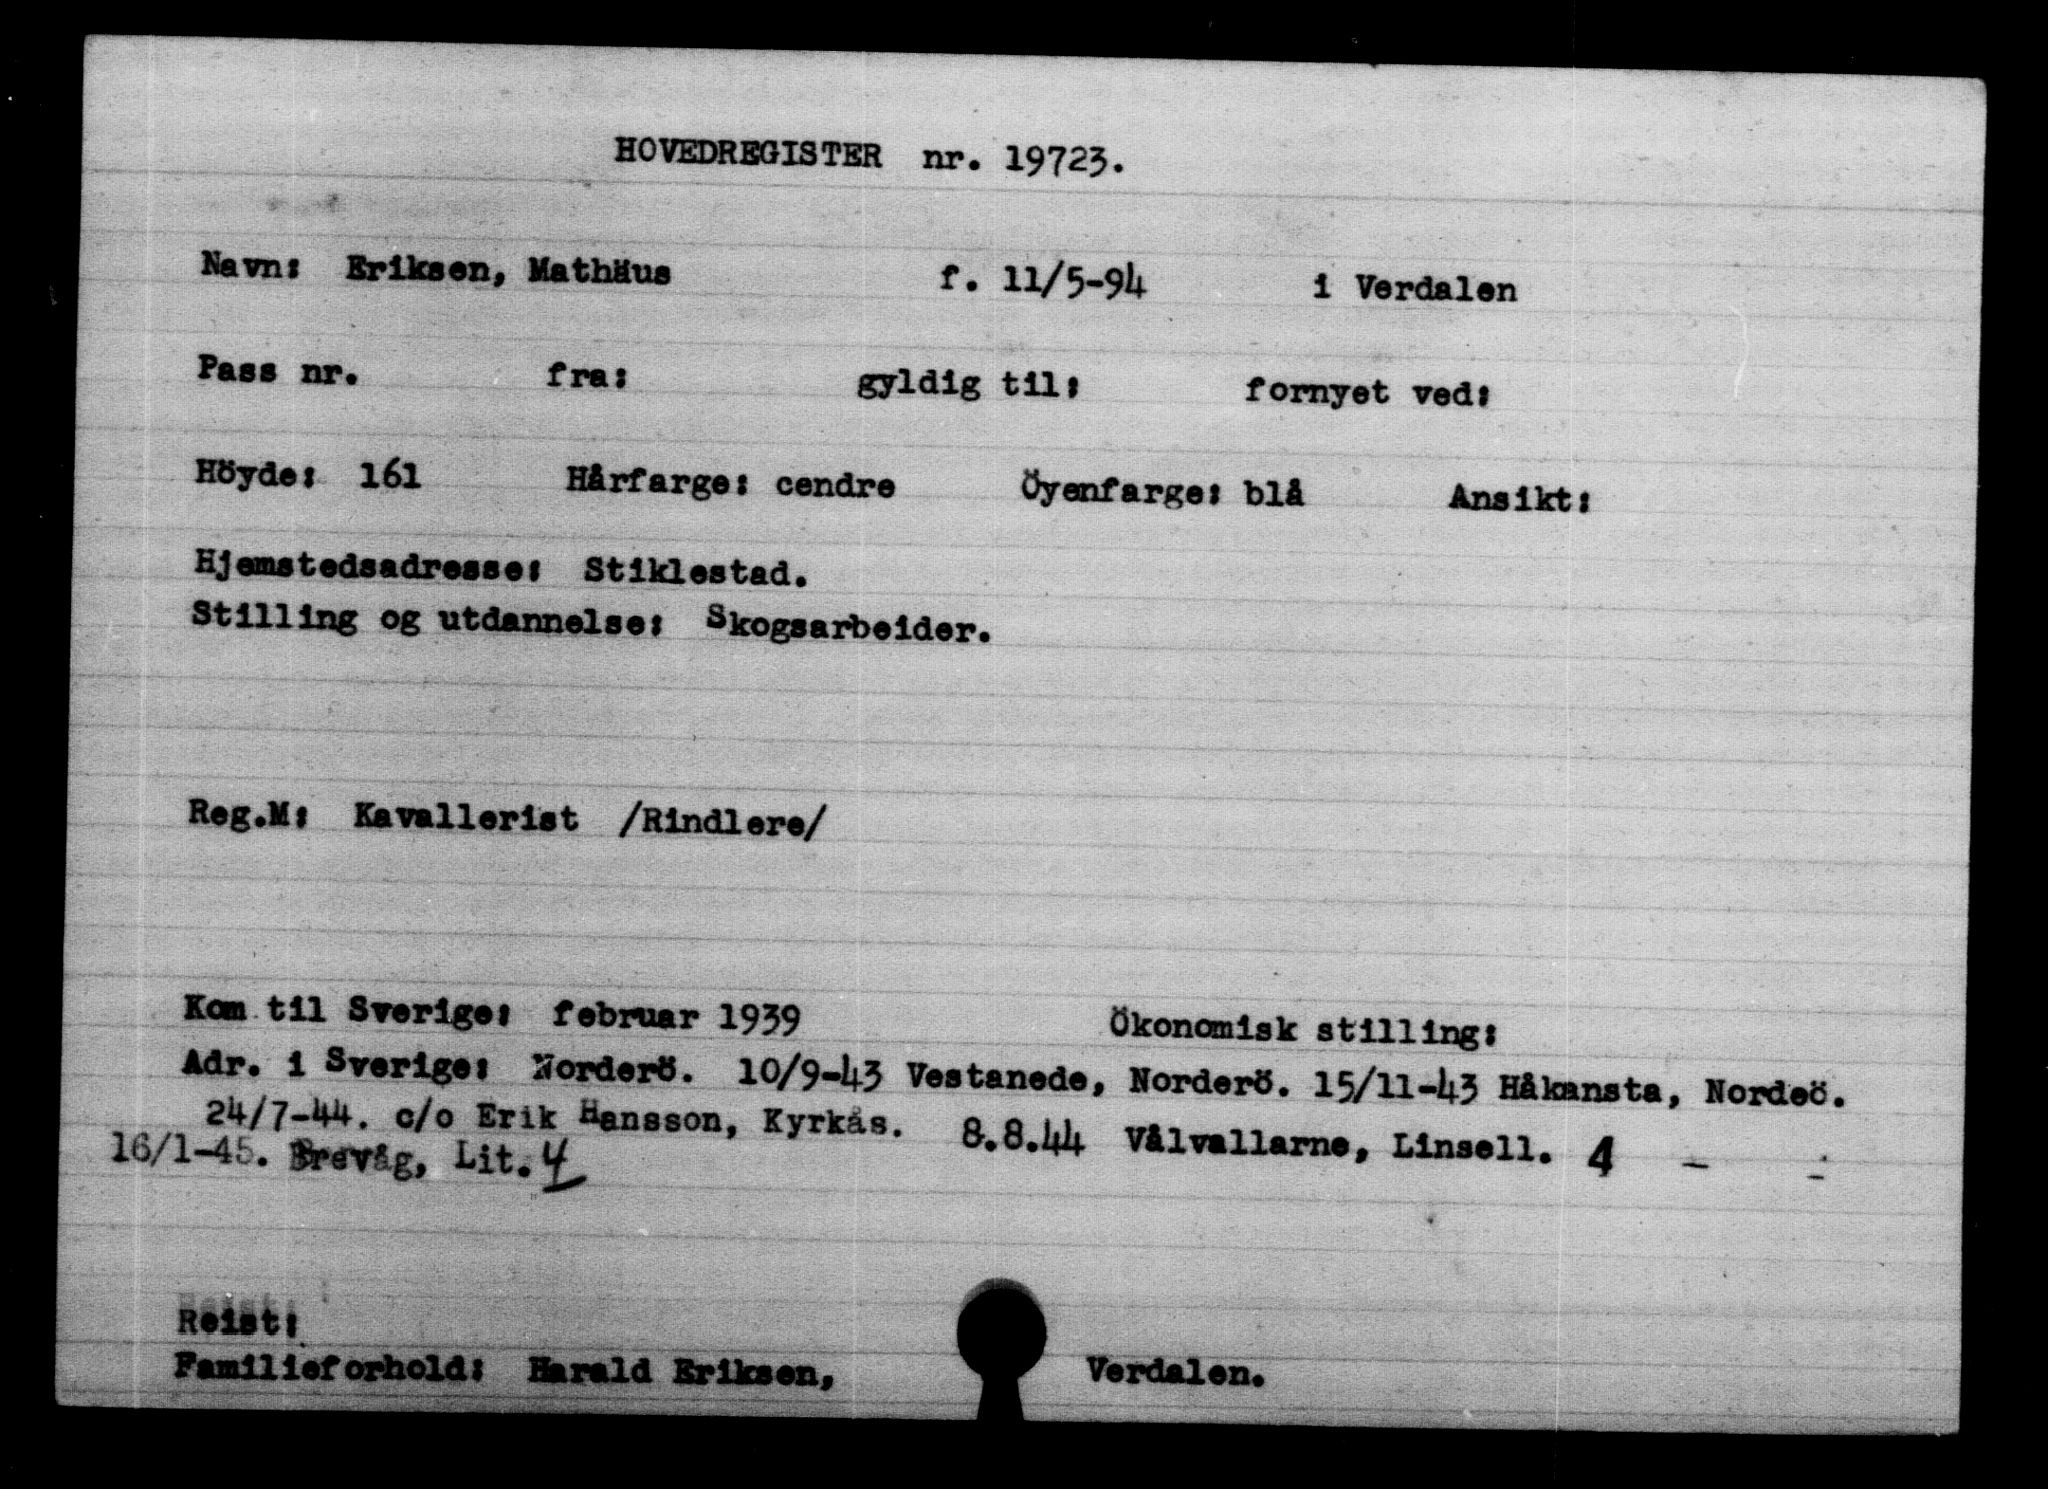 HOVEDREGISTER nr. 19723.
Navn: Eriksen, Mathäus f. 11/5-94 i Verdalen
Pass nr. fra: gyldig til: fornyet ved:
Höyde: 161 Hårfarge: cendre Öyenfarge: blå Ansikt:
Hjemstedsadresse: Stiklestad.
Stilling og utdannelse: Skogsarbeider.
Reg.M: Kavallerist /Rindlere/
Kom til Sverige: februar 1939 Ökonomisk stilling:
Adr. i Sverige: Norderö. 10/9-43 Vestanede, Norderö. 15/11-43 Håkansta, Nordeö.
24/7-44. c/o Erik Hansson, Kyrkås. 8.8.44 Vålvallarne, Linsell. 4 - -
16/1-45. Brevåg, Lit. 4
Reist:
Familieforhold: Harald Eriksen, Verdalen.